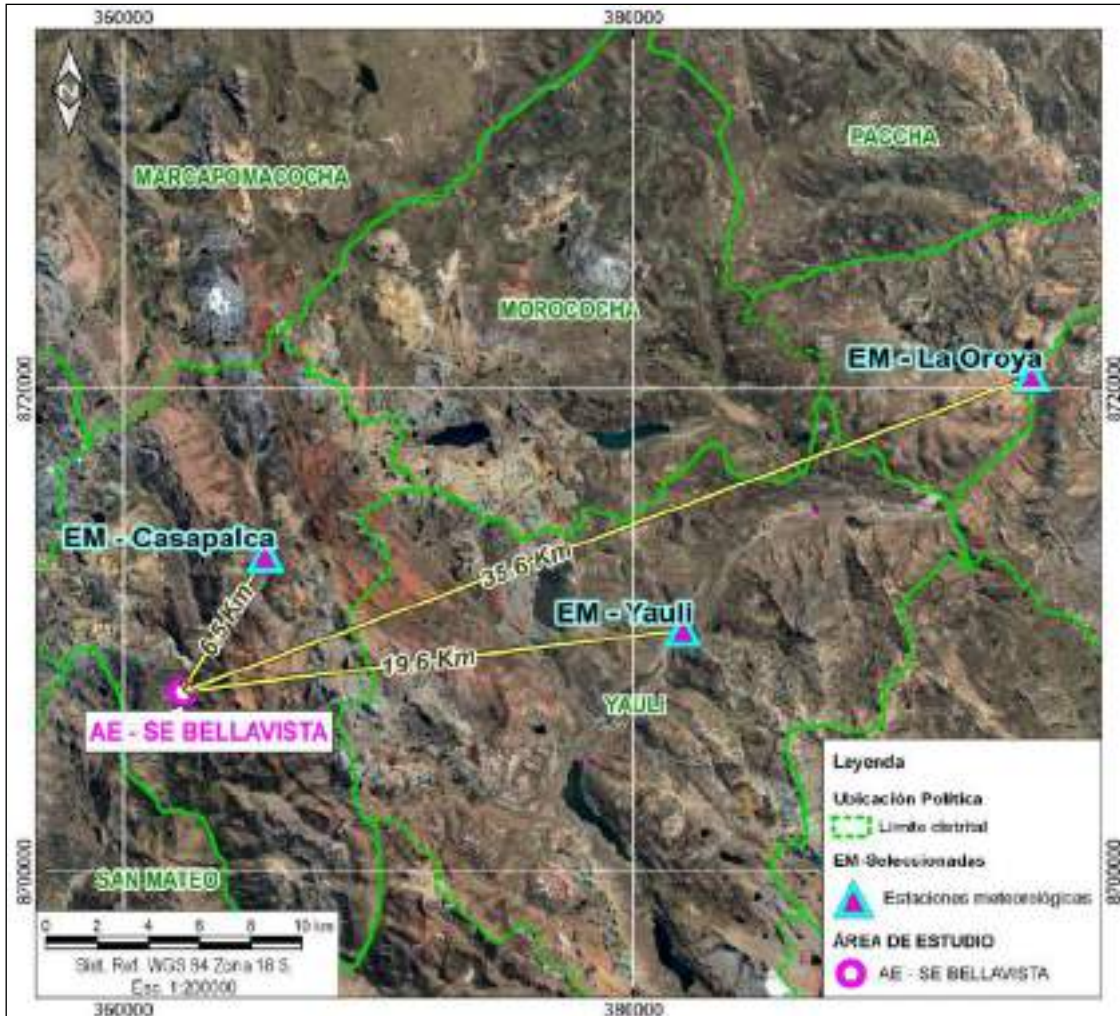 360000
380000
N
PACCHA
MARCAPOMACOCHA
MOROCOCHA
EM - La Oroya
8720000
8720000
EM - Casapalca
35.6 Km
6.5 Km
EM - Yauli
19.6 Km
AE - SE BELLAVISTA
YAULI
SAN MATEO
8700000
8700000
Leyenda
Ubicación Política
Límite distrital
EM-Seleccionadas
Estaciones meteorológicas
ÁREA DE ESTUDIO
AE - SE BELLAVISTA
0 2 4 6 8 10 km
Sist. Ref. WGS 84 Zona 18 S
Esc. 1:200000
360000
380000